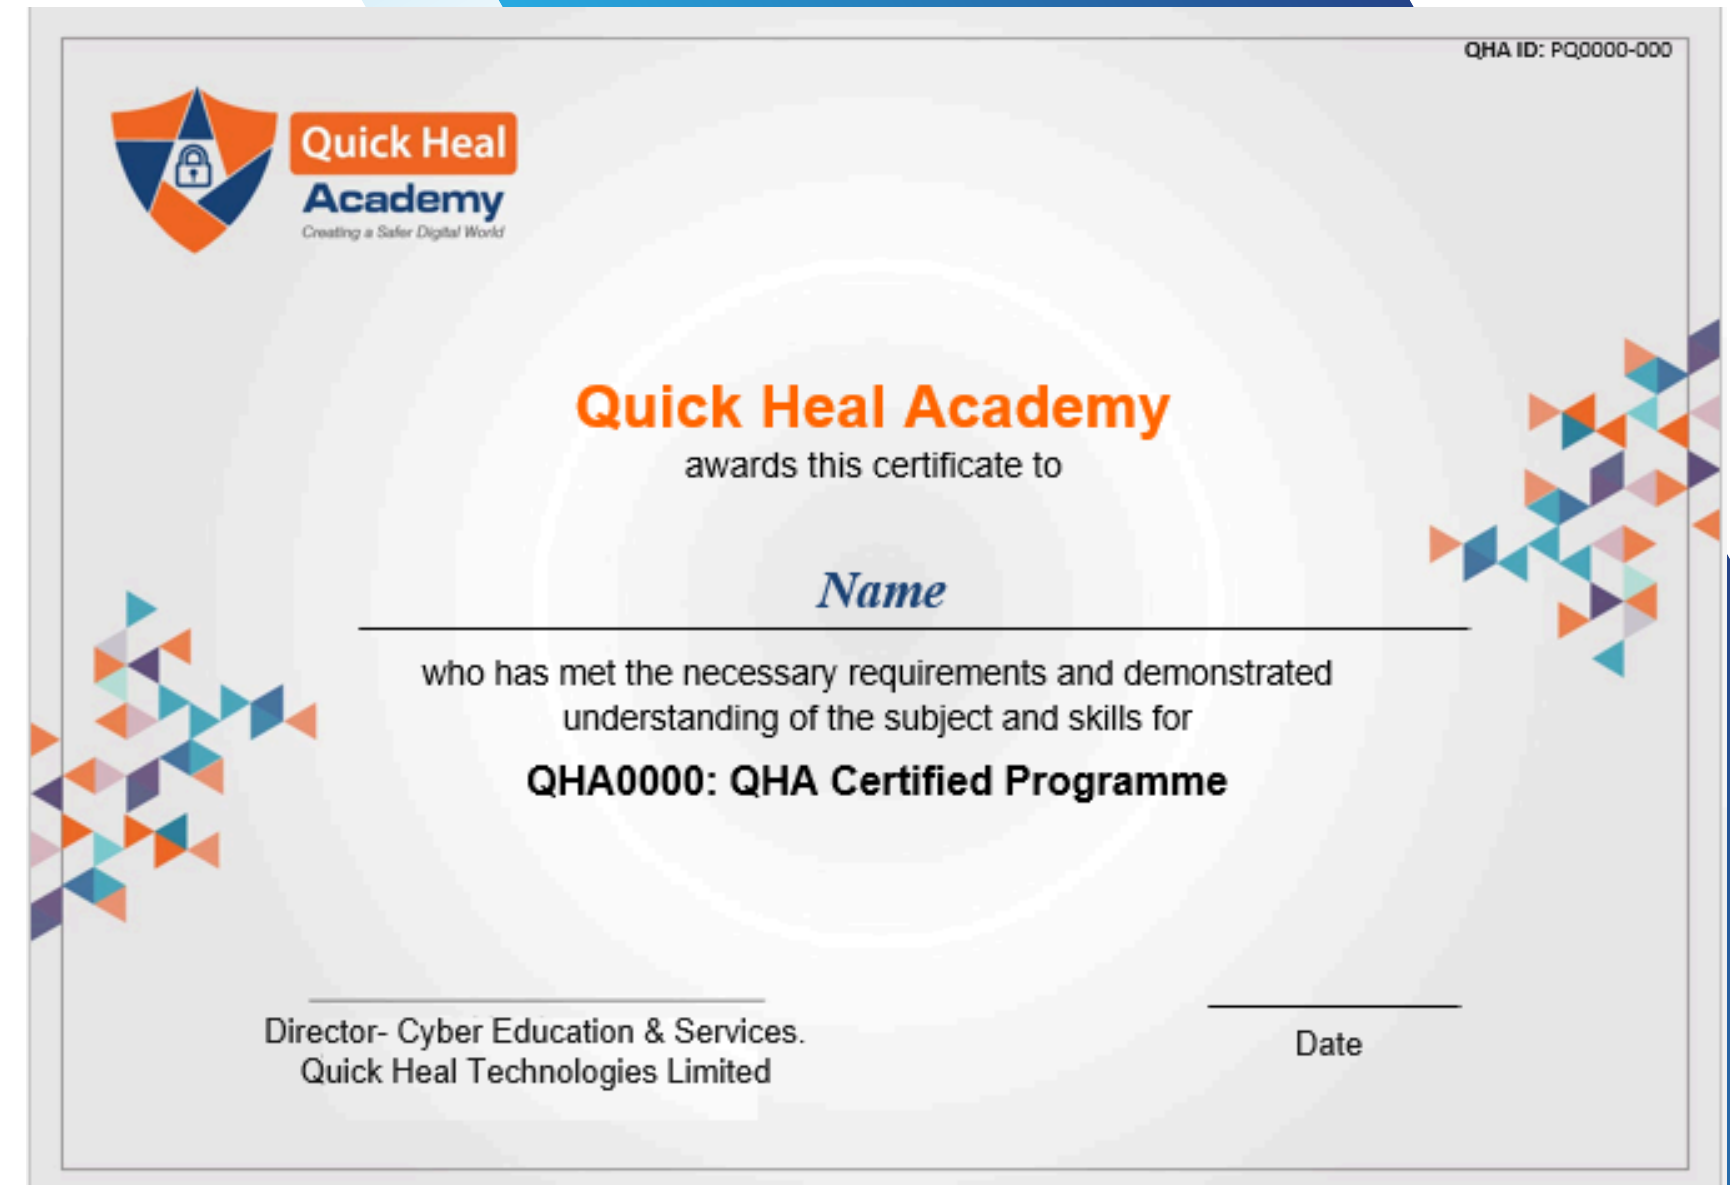 QHA ID: PQ0000-000
Quick Heal
Academy
Creating a Safer Digital World
Quick Heal Academy
awards this certificate to
Name
who has met the necessary requirements and demonstrated
understanding of the subject and skills for
QHA0000: QHA Certified Programme
Director- Cyber Education & Services.
Quick Heal Technologies Limited
Date